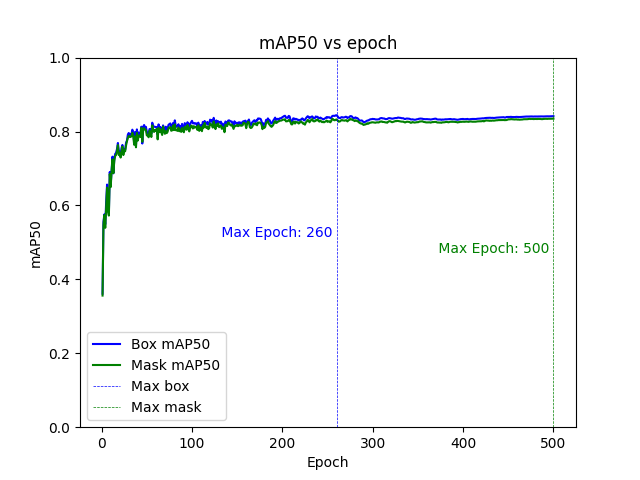 mAP50 vs epoch
mAP50
1.0
0.8
0.6
0.4
0.2
0.0
Max Epoch: 260
Max Epoch: 500
Box mAP50
Mask mAP50
Max box
Max mask
0 100 200 300 400 500
Epoch